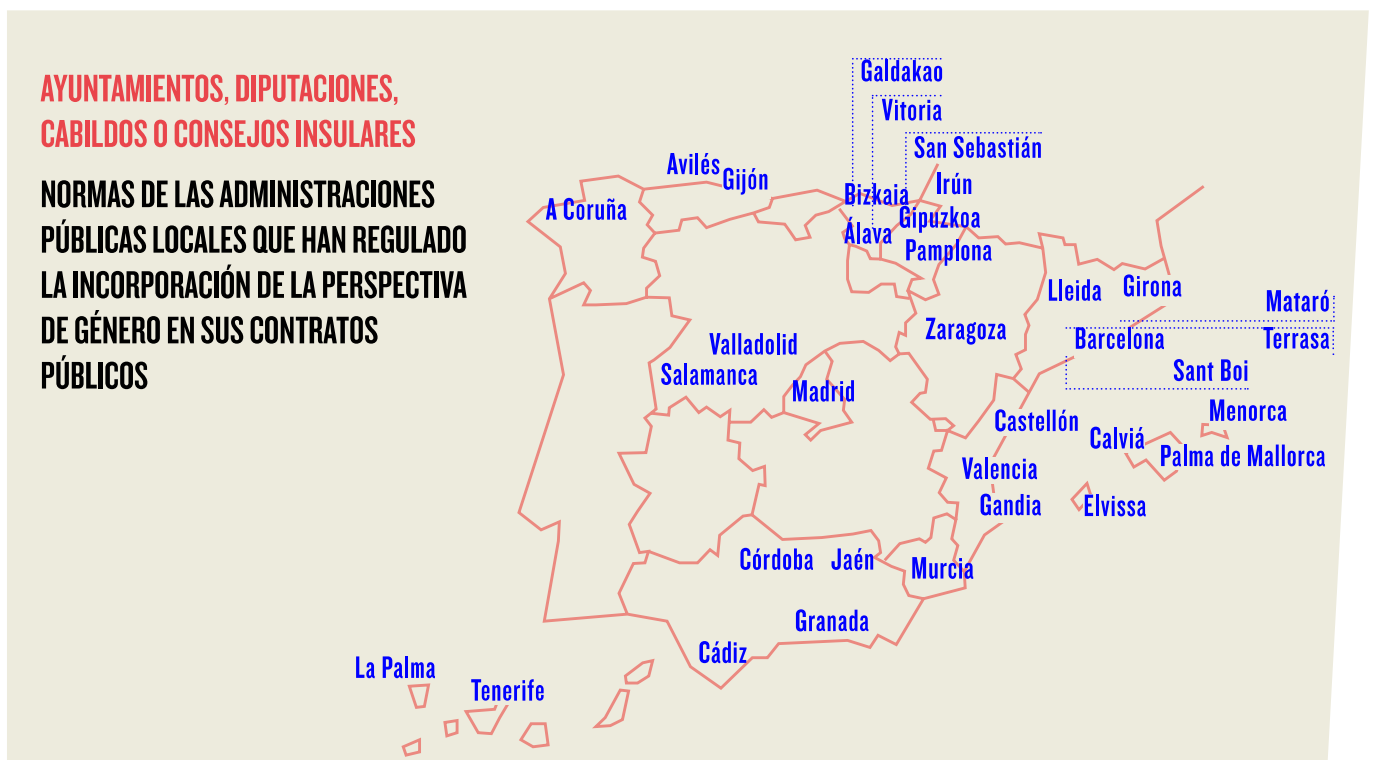 AYUNTAMIENTOS, DIPUTACIONES,
CABILDOS O CONSEJOS INSULARES
NORMAS DE LAS ADMINISTRACIONES
PÚBLICAS LOCALES QUE HAN REGULADO
LA INCORPORACIÓN DE LA PERSPECTIVA
DE GÉNERO EN SUS CONTRATOS
PÚBLICOS
Galdakao
Vitoria
San Sebastián
Avilés
Gijón
Irún
Bizkaia
A Coruña
Gipuzkoa
Álava
Pamplona
Lleida
Girona
Mataró
Zaragoza
Barcelona
Terrasa
Valladolid
Salamanca
Sant Boi
Madrid
Menorca
Castellón
Calviá
Palma de Mallorca
Valencia
Gandia
Elvissa
Córdoba
Jaén
Murcia
Granada
Cádiz
La Palma
Tenerife